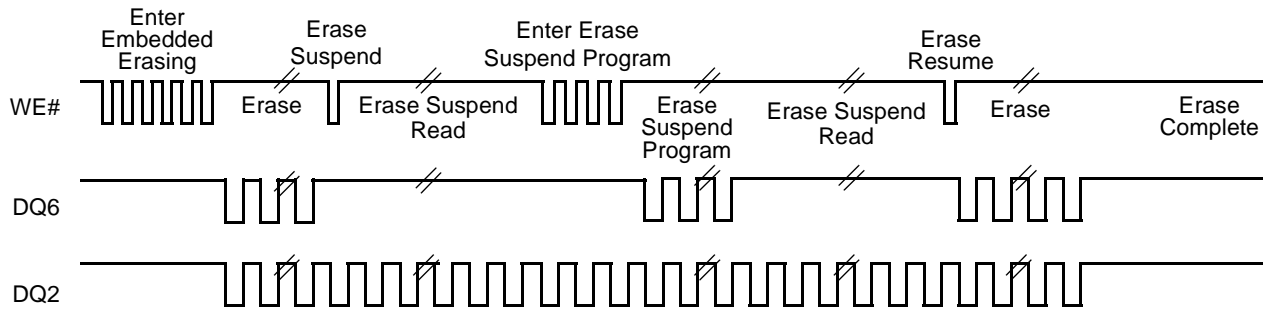 Enter
Embedded
Erasing
Erase
Suspend
Enter Erase
Suspend Program
Erase
Resume
WE#
Erase
Erase Suspend
Read
Erase
Suspend
Program
Erase Suspend
Read
Erase
Erase
Complete
DQ6
DQ2